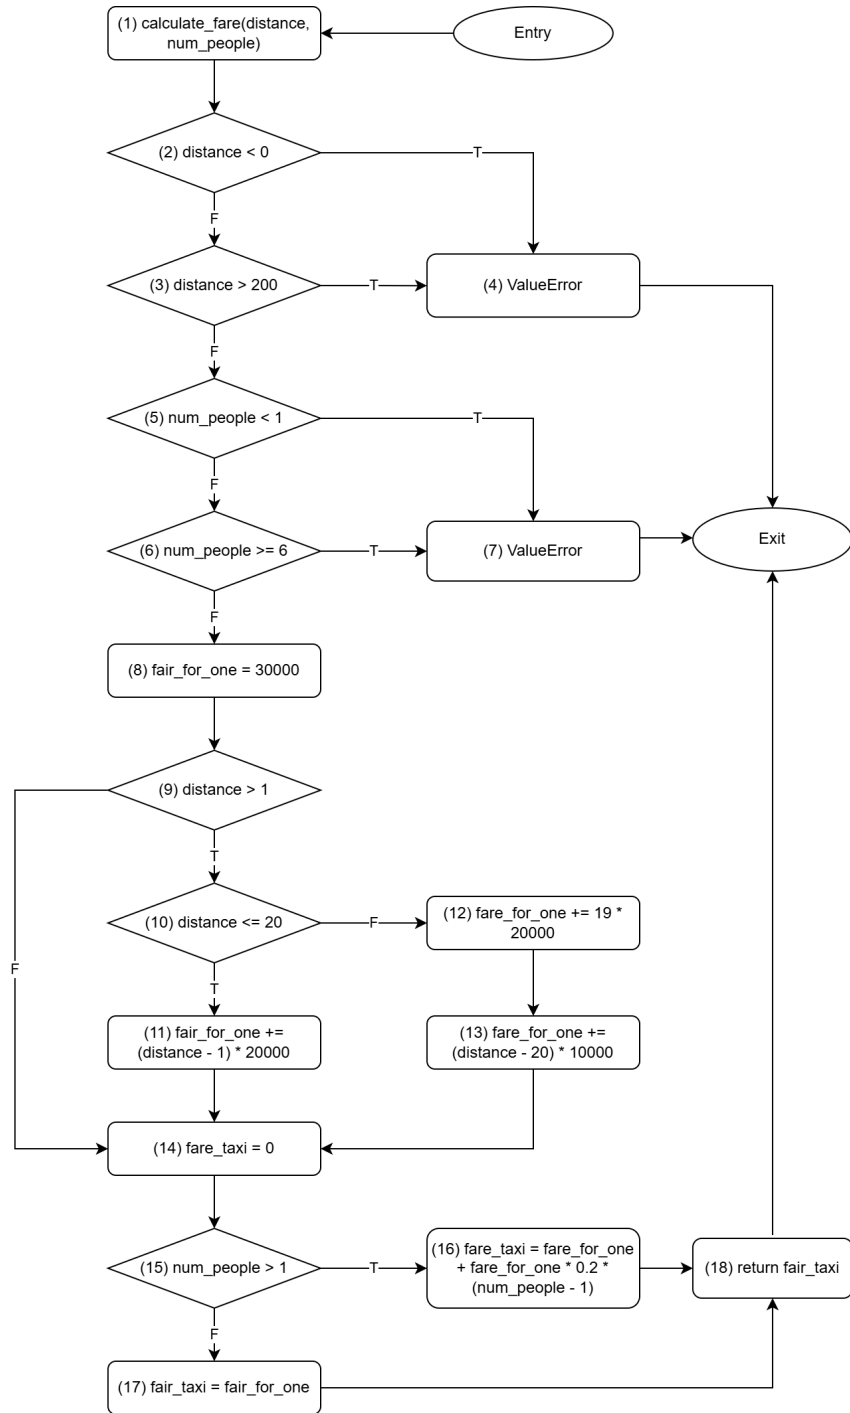 (1) calculate_fare(distance,
num_people)
Entry
(2) distance < 0
T
F
(3) distance > 200
T
(4) ValueError
F
(5) num_people < 1
T
F
(6) num_people >= 6
T
(7) ValueError
Exit
F
(8) fair_for_one = 30000
(9) distance > 1
T
(10) distance <= 20
F
(12) fare_for_one += 19 *
20000
F
T
(11) fair_for_one +=
(distance - 1) * 20000
(13) fare_for_one +=
(distance - 20) * 10000
(14) fare_taxi = 0
(15) num_people > 1
T
(16) fare_taxi = fare_for_one
+ fare_for_one * 0.2 *
(num_people - 1)
(18) return fair_taxi
F
(17) fair_taxi = fair_for_one